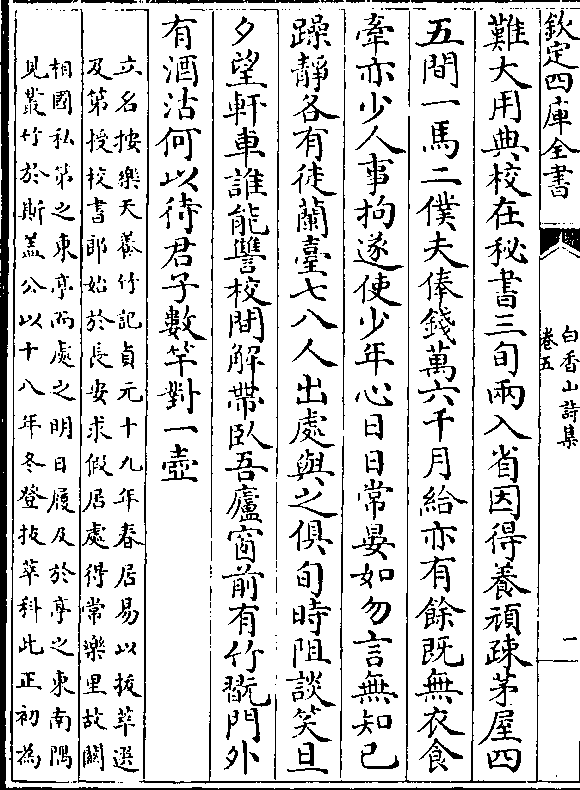 欽定四庫全書
白香山詩集
卷五
二
難大用典校在秘書三旬兩入省因得養頑疎茅屋四
五間一馬二僕夫俸錢萬六千月給亦有餘既無衣食
牽亦少人事拘遂使少年心日日常晏如勿言無知己
躁靜各有徒蘭臺七八人出處與之俱旬時阻談笑旦
夕望軒車誰能讐校閒解帶臥吾廬窗前有竹翫門外
有酒沽何以待君子數竿對一壺
立名按樂天養竹記貞元十九年春居易以拔萃選
及第授校書郎始於長安求假居處得常樂里故關
相國私第之東亭而處之明日履及於亭之東南隅
見叢竹於斯盖公以十八年冬登拔萃科此正初為